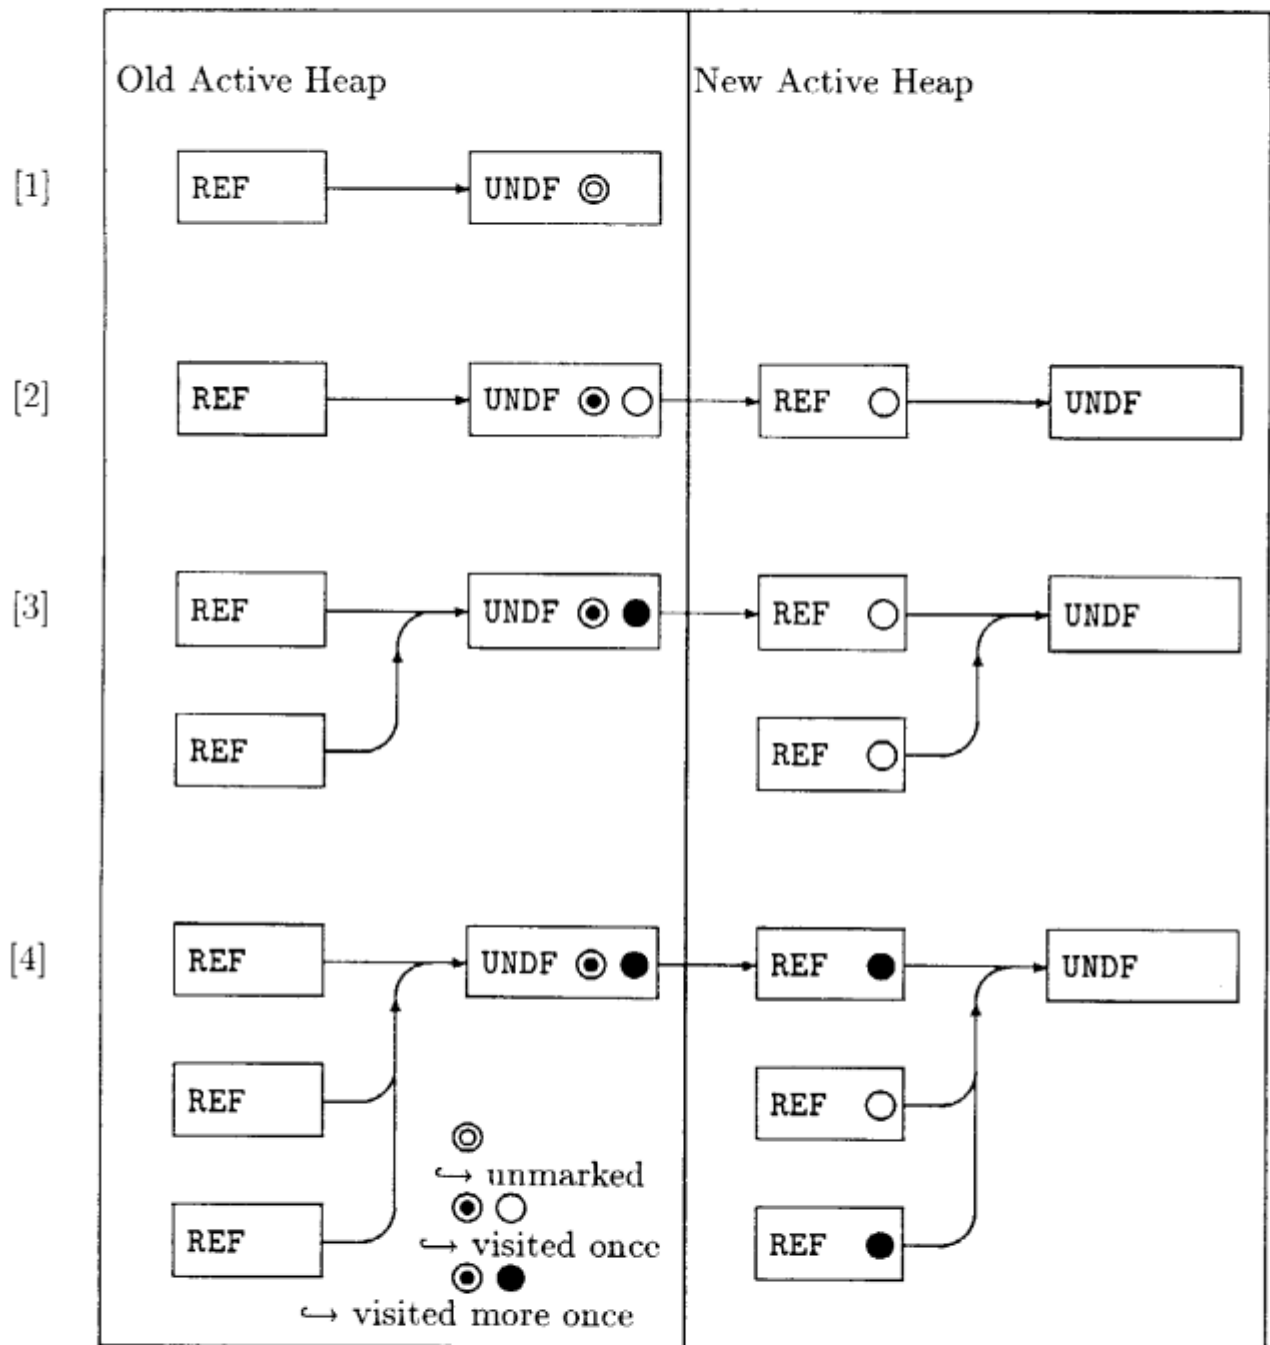 Old Active Heap New Active Heap
[1] REF UNDF
[2] REF UNDF REF UNDF
[3] REF UNDF REF UNDF
REF REF
[4] REF UNDF REF UNDF
REF REF
↪ unmarked
REF REF
↪ visited once
↪ visited more once